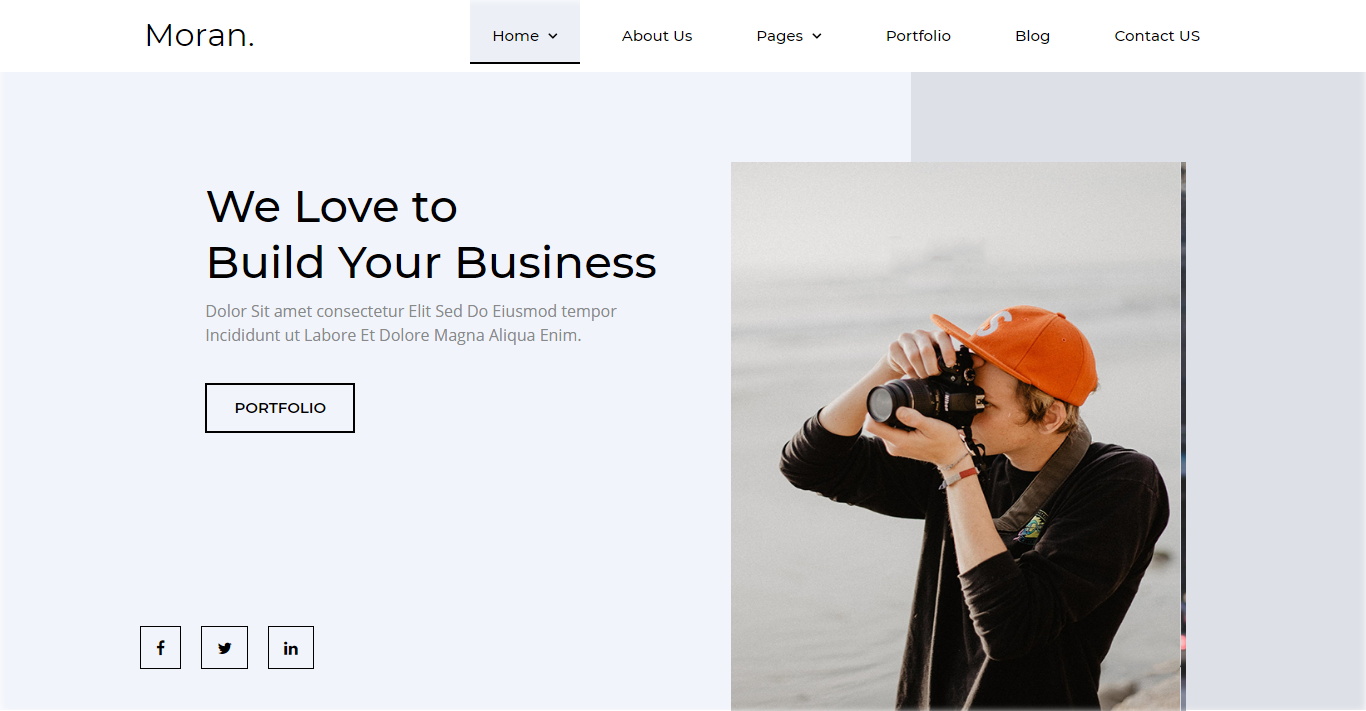 Moran.
Home
About Us
Pages
Portfolio
Blog
Contact US
We Love to
Build Your Business
Dolor Sit amet consectetur Elit Sed Do Eiusmod tempor
Incididunt ut Labore Et Dolore Magna Aliqua Enim.
PORTFOLIO